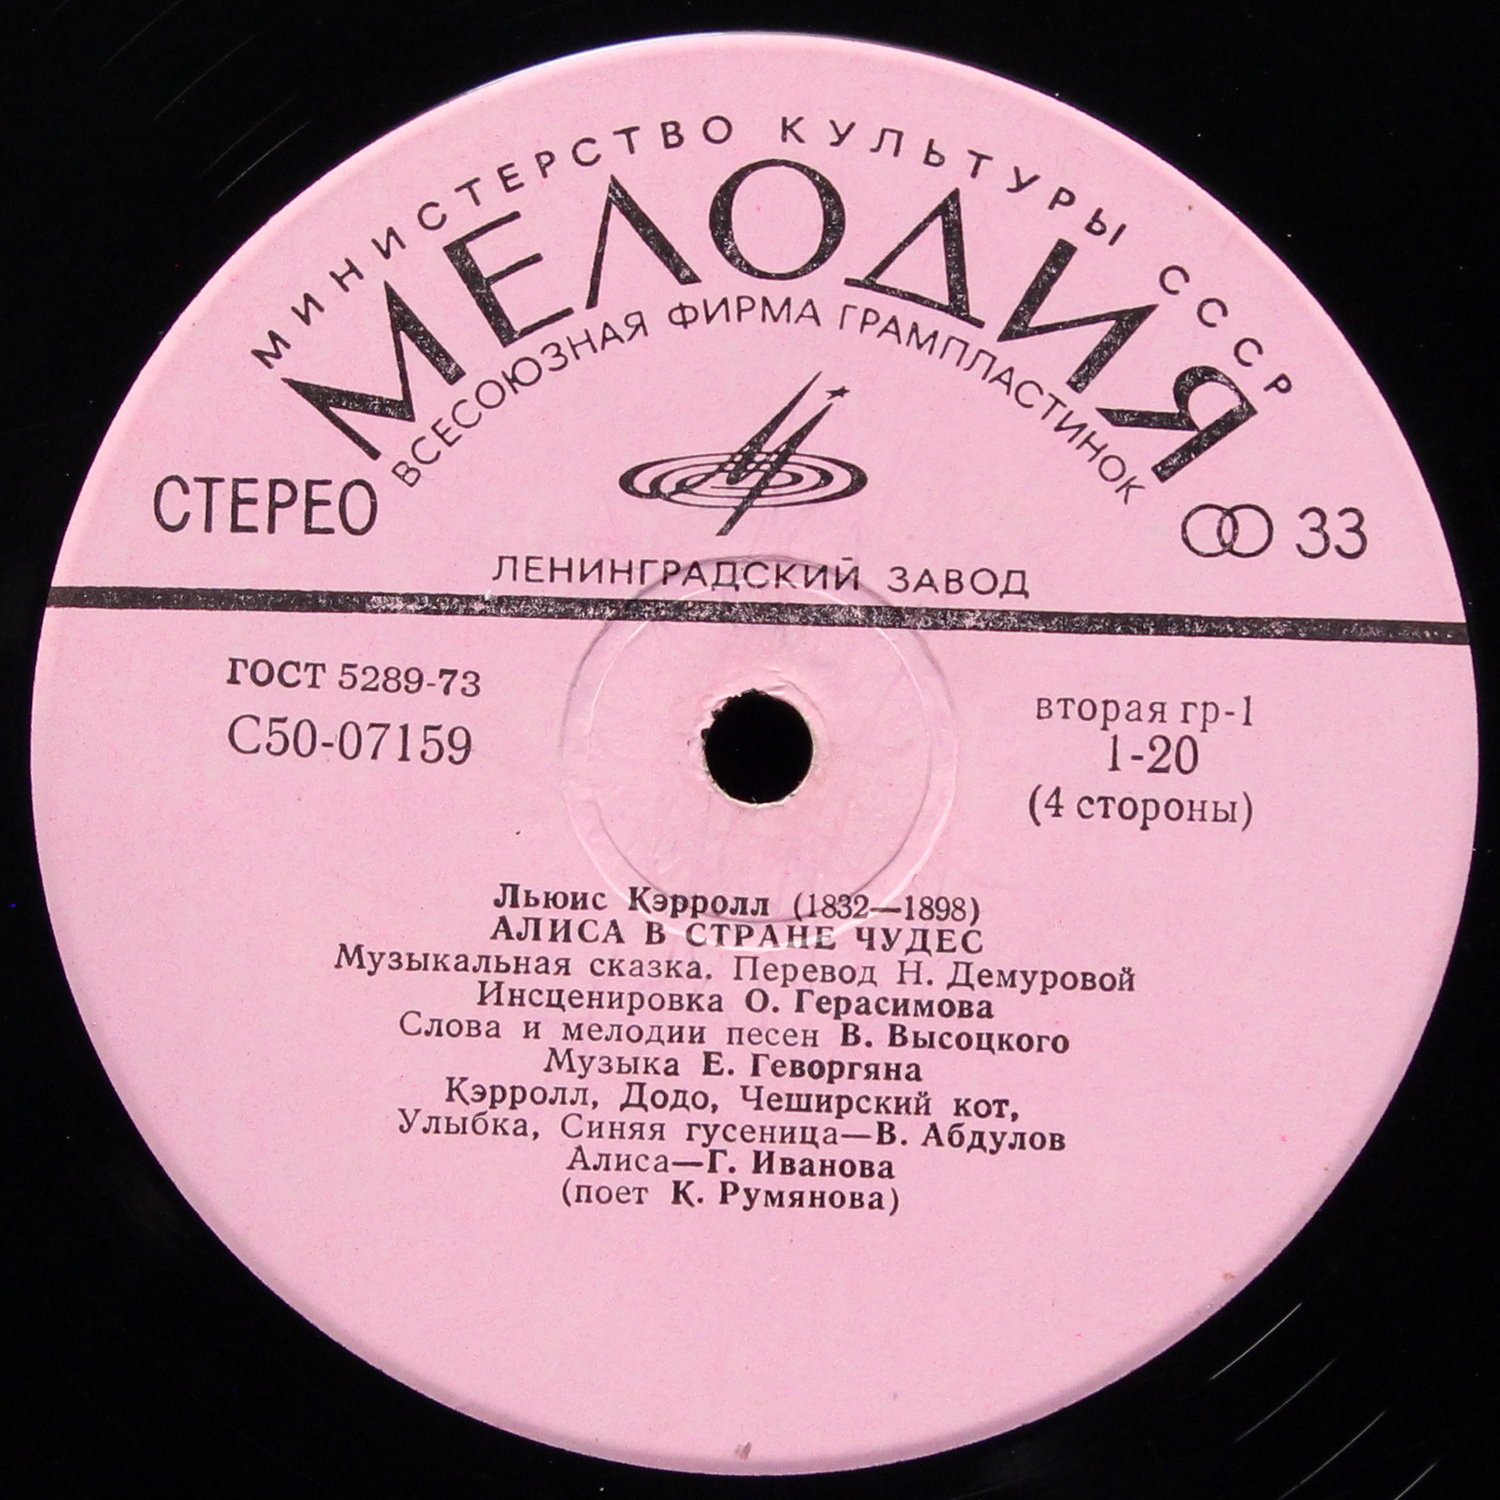 МИНИСТЕРСТВО КУЛЬТУРЫ СССР
МЕЛОДИЯ
ВСЕСОЮЗНАЯ ФИРМА ГРАМПЛАСТИНОК
СТЕРЕО
33
ЛЕНИНГРАДСКИЙ ЗАВОД
ГОСТ 5289-73
С50-07159
вторая гр-1
1-20
(4 стороны)
Льюис Кэрролл (1832—1898)
АЛИСА В СТРАНЕ ЧУДЕС
Музыкальная сказка. Перевод Н. Демуровой
Инсценировка О. Герасимова
Слова и мелодии песен В. Высоцкого
Музыка Е. Геворгяна
Кэрролл, Додо, Чеширский кот,
Улыбка, Синяя гусеница—В. Абдулов
Алиса—Г. Иванова
(поет К. Румянова)